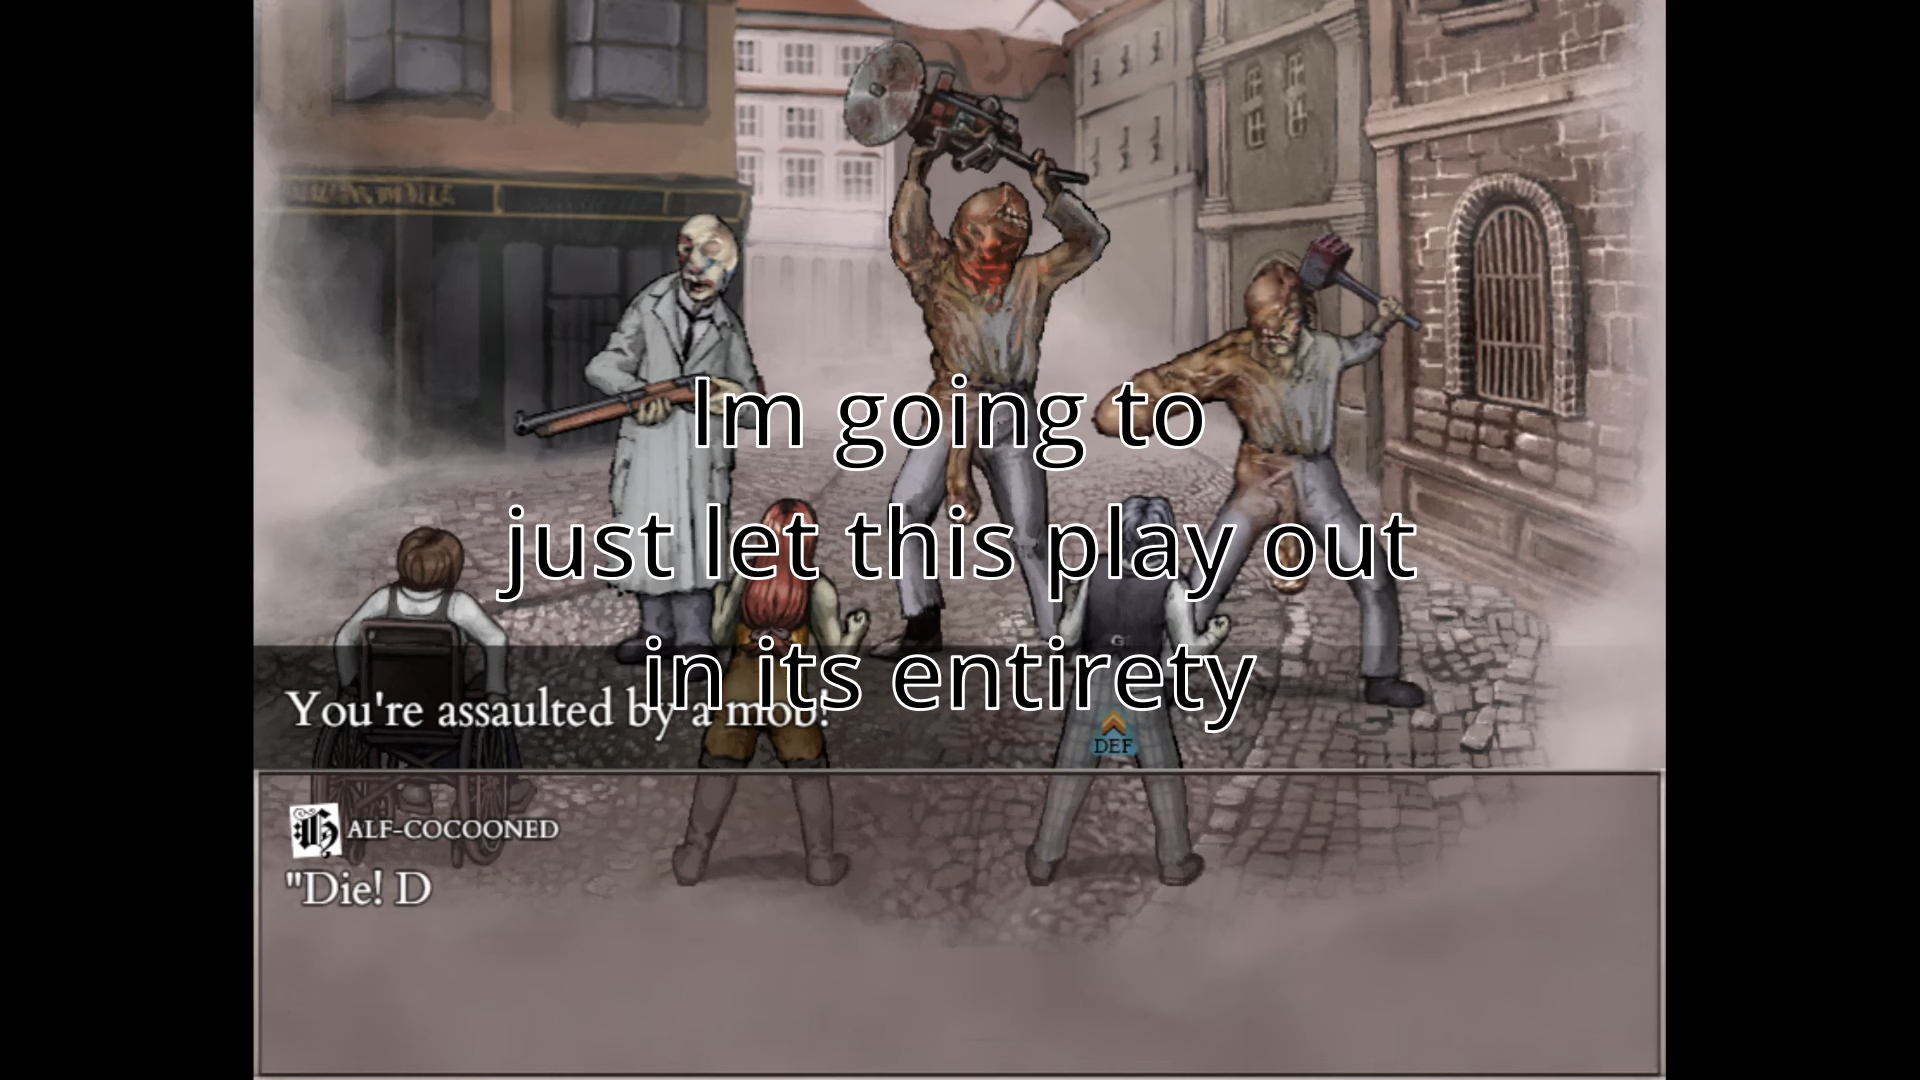 Im going to
just let this play out
in its entirety
You're assaulted by a mob!
DEF
HALF-COCOONED
"Die! D